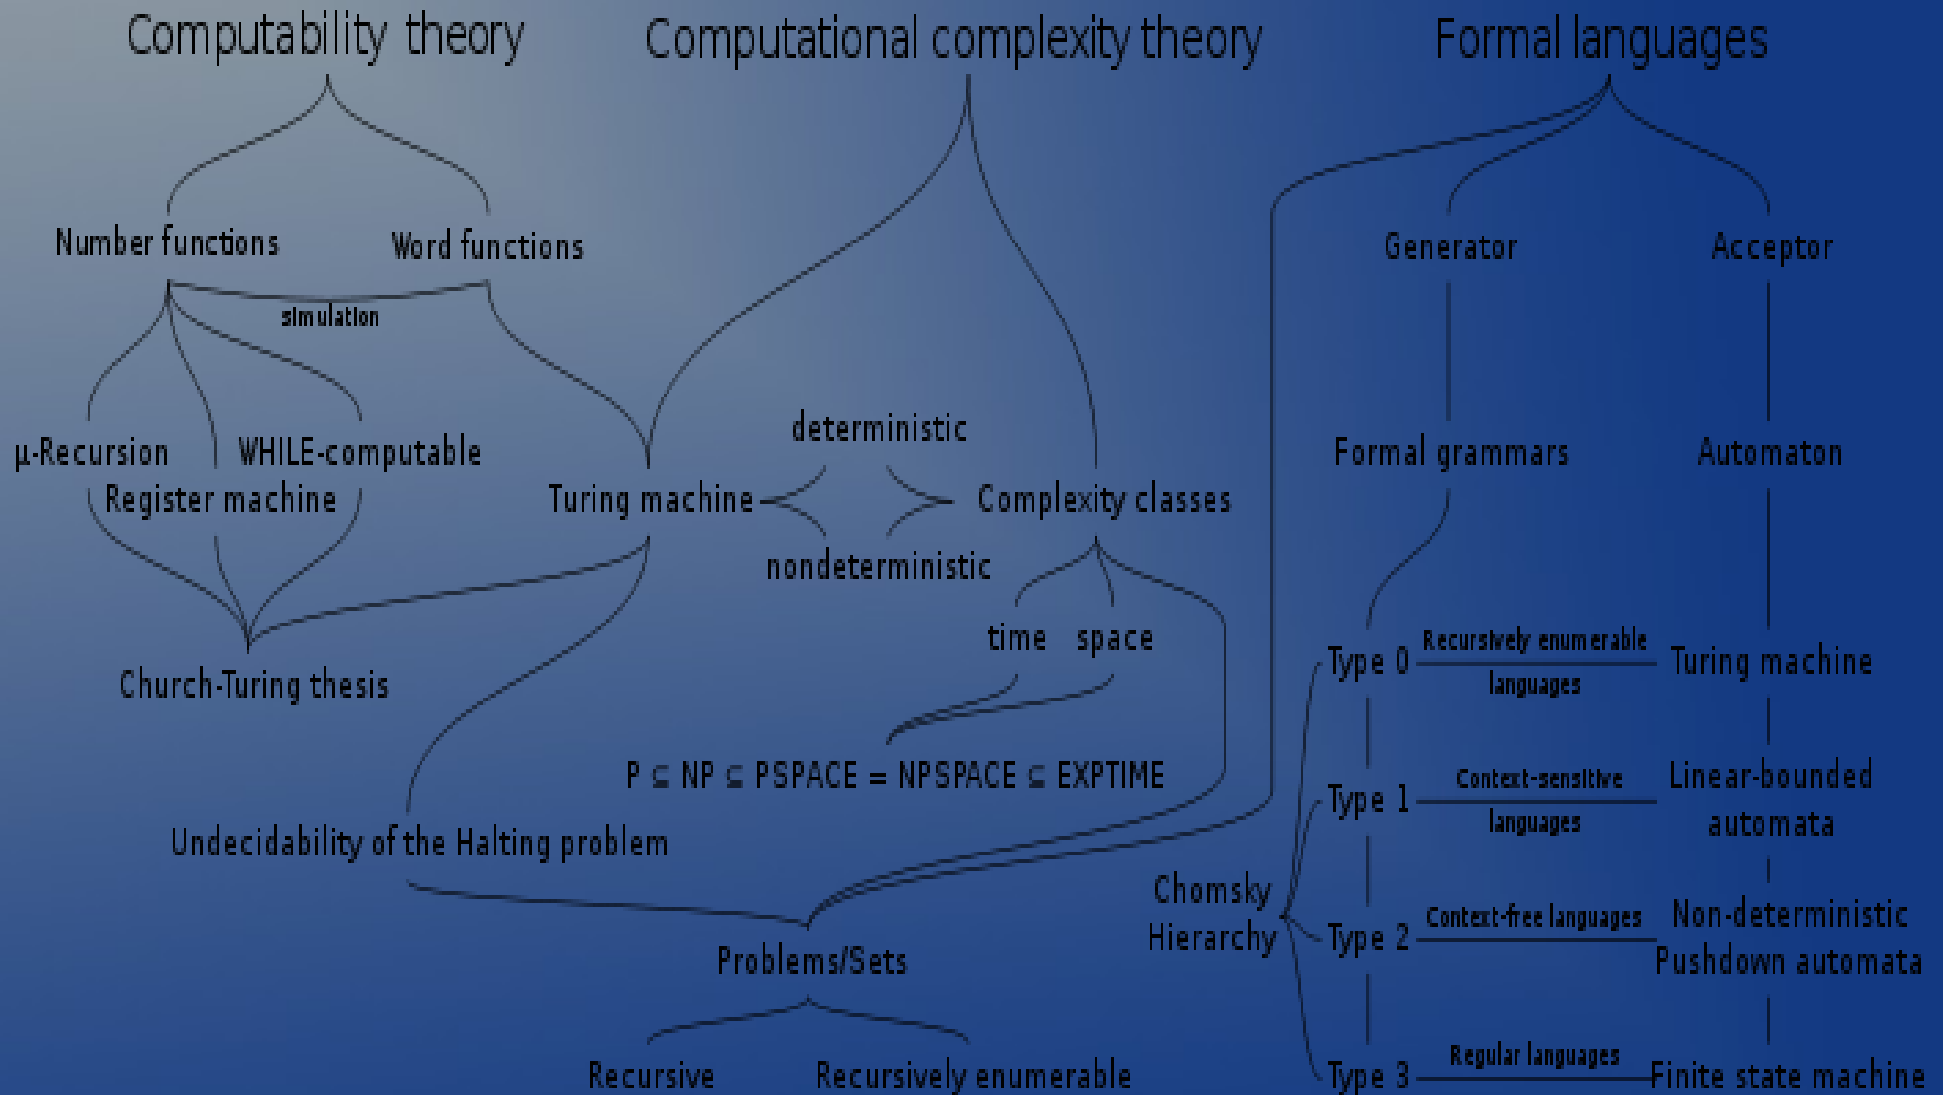 Computability theory
Computational complexity theory
Formal languages
Number functions
Word functions
Generator
Acceptor
simulation
deterministic
μ-Recursion
WHILE-computable
Formal grammars
Automaton
Register machine
Turing machine
Complexity classes
nondeterministic
time
space
Church-Turing thesis
Type 0
Recursively enumerable
languages
Turing machine
P ⊆ NP ⊆ PSPACE = NPSPACE ⊆ EXPTIME
Type 1
Context-sensitive
languages
Linear-bounded
automata
Undecidability of the Halting problem
Chomsky
Hierarchy
Type 2
Context-free languages
Non-deterministic
Pushdown automata
Problems/Sets
Recursive
Recursively enumerable
Type 3
Regular languages
Finite state machine